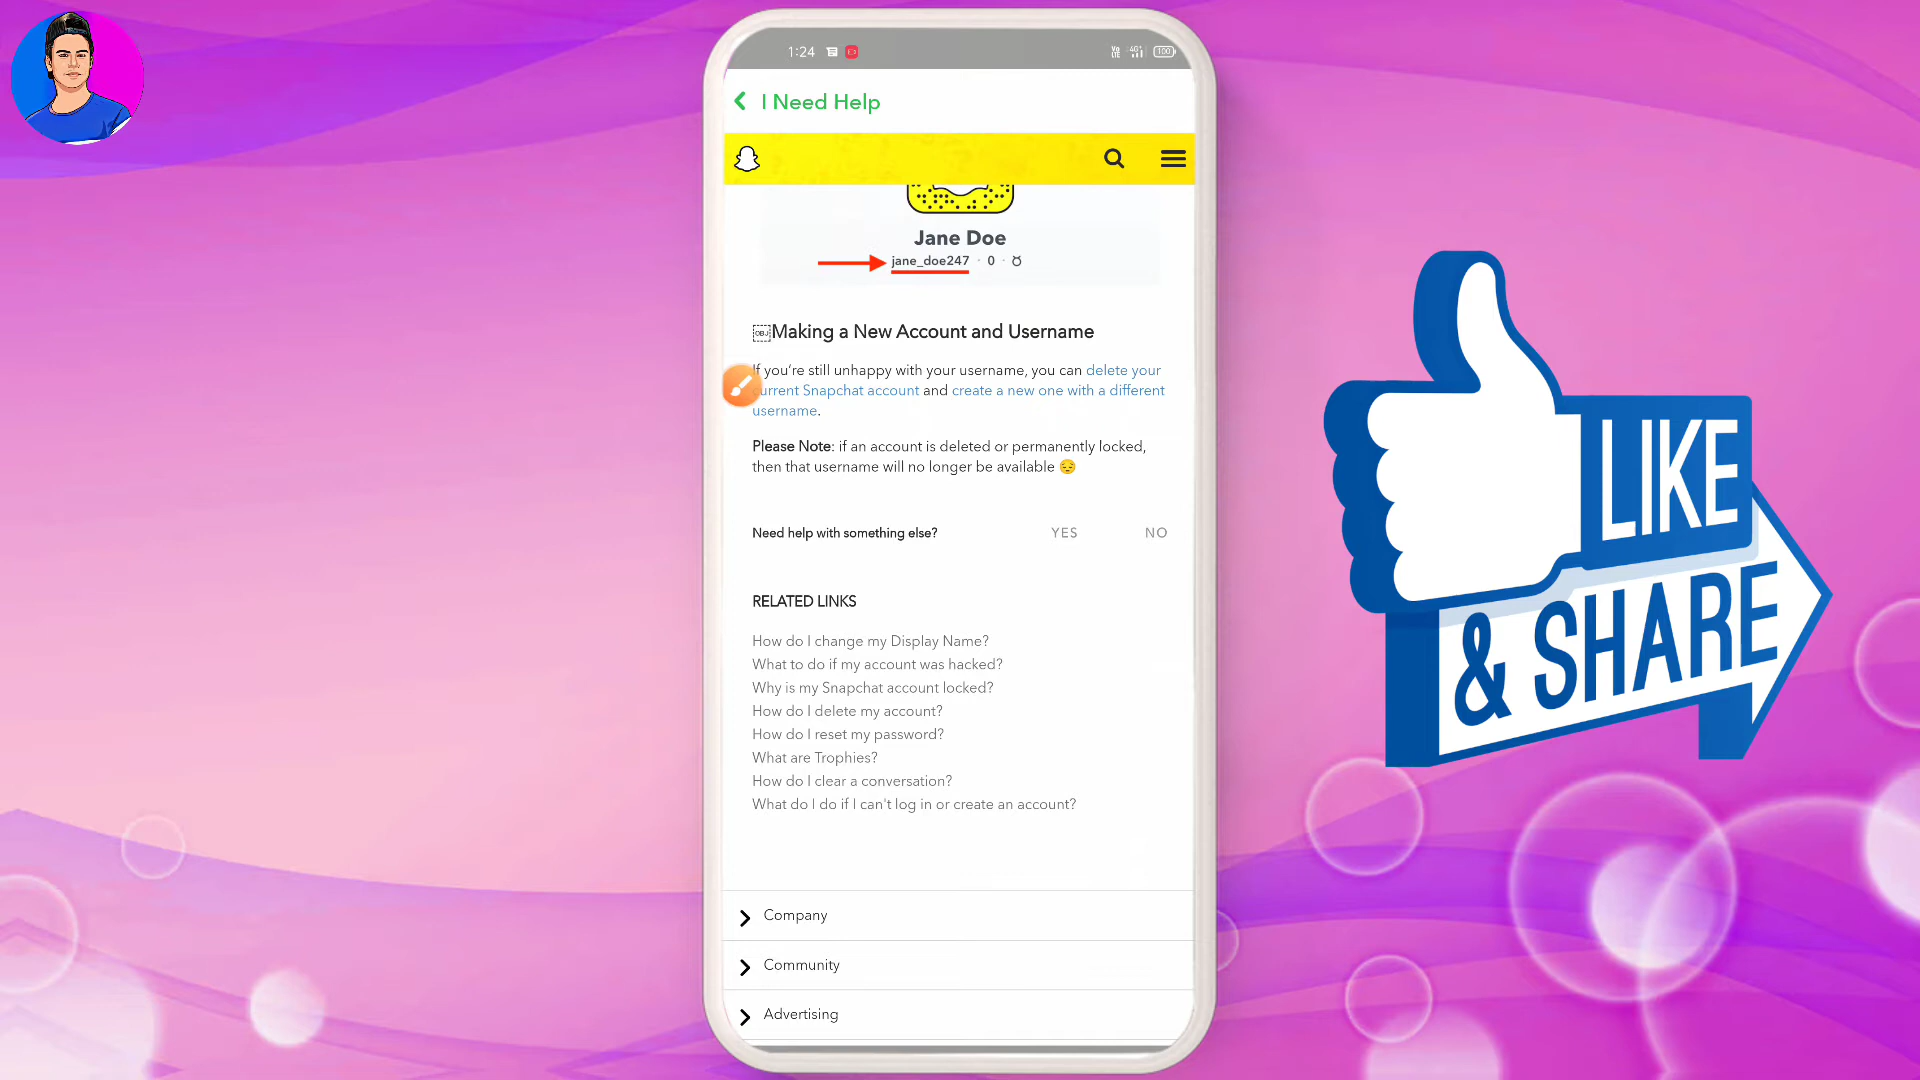 1:24
Vo LTE 4G+ 100
I Need Help
Jane Doe
jane_doe247 · 0 · ♉
OBJ Making a New Account and Username
If you're still unhappy with your username, you can delete your
current Snapchat account and create a new one with a different
username.
Please Note: if an account is deleted or permanently locked,
then that username will no longer be available 😔
Need help with something else? YES NO
RELATED LINKS
How do I change my Display Name?
What to do if my account was hacked?
Why is my Snapchat account locked?
How do I delete my account?
How do I reset my password?
What are Trophies?
How do I clear a conversation?
What do I do if I can't log in or create an account?
Company
Community
Advertising
LIKE
& SHARE